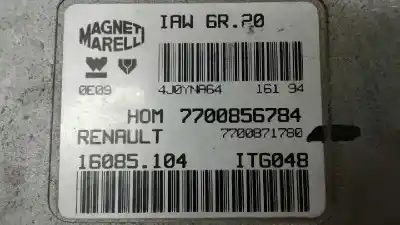 MAGNETI MARELLI IAW 6R.20
0E09 4J0YNA64 161 94
HOM 7700856784
RENAULT 7700871780
16085.104 ITG048